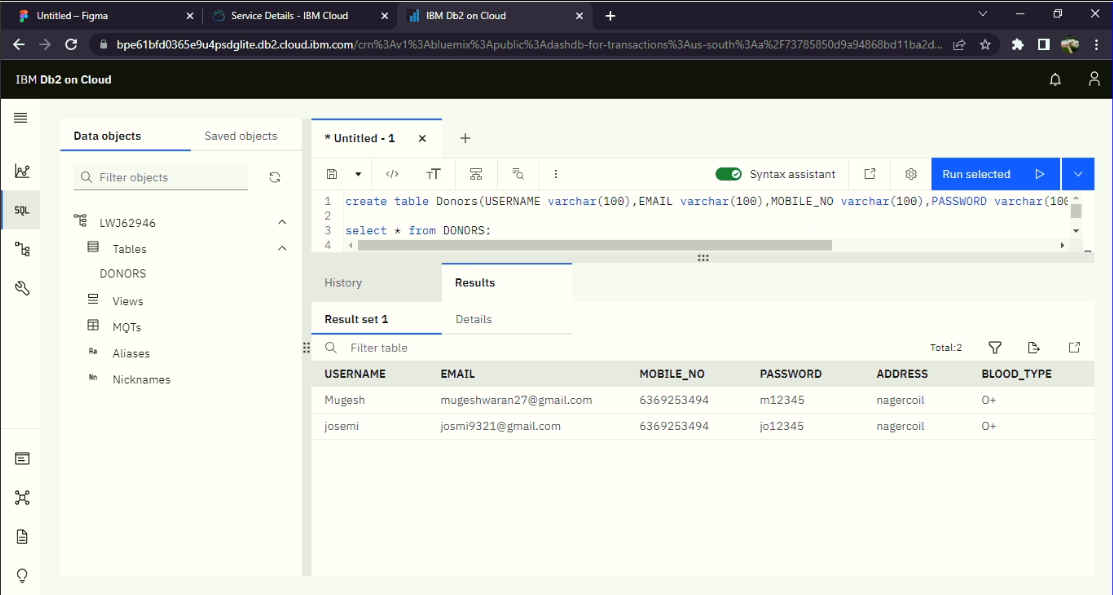 Untitled – Figma
Service Details - IBM Cloud
IBM Db2 on Cloud
bpe61bfd0365e9u4psdglite.db2.cloud.ibm.com/crn%3Av1%3Abluemix%3Apublic%3Adashdb-for-transactions%3Aus-south%3Aa%2F73785850d9a94868bd11ba2d...
IBM Db2 on Cloud
Data objects
Saved objects
* Untitled - 1
Filter objects
Syntax assistant
Run selected
SQL
LWJ62946
Tables
DONORS
Views
MQTs
Aliases
Nicknames
1 create table Donors(USERNAME varchar(100),EMAIL varchar(100),MOBILE_NO varchar(100),PASSWORD varchar(100
2
3 select * from DONORS;
4
History
Results
Result set 1
Details
Filter table
Total:2
USERNAME EMAIL MOBILE_NO PASSWORD ADDRESS BLOOD_TYPE
Mugesh mugeshwaran27@gmail.com 6369253494 m12345 nagercoil O+
josemi josmi9321@gmail.com 6369253494 jo12345 nagercoil O+